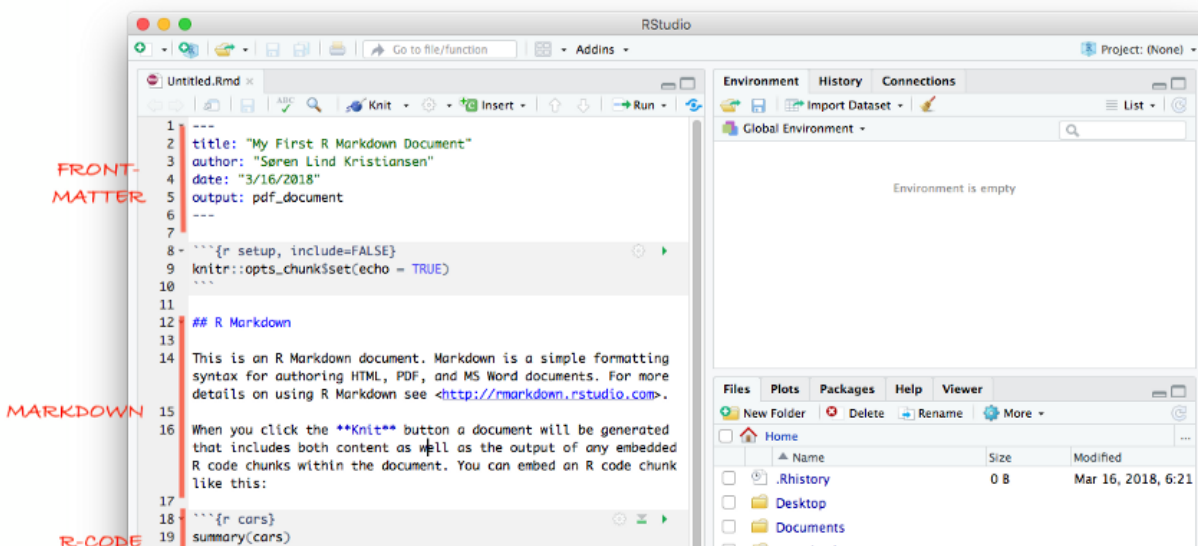 RStudio
Go to file/function
Addins
Project: (None)
Untitled.Rmd
ABC
Knit
Insert
Run
1 ---
2 title: "My First R Markdown Document"
3 author: "Søren Lind Kristiansen"
4 date: "3/16/2018"
5 output: pdf_document
6 ---
7
8 ```{r setup, include=FALSE}
9 knitr::opts_chunk$set(echo = TRUE)
10 ```
11
12 ## R Markdown
13
14 This is an R Markdown document. Markdown is a simple formatting
syntax for authoring HTML, PDF, and MS Word documents. For more
details on using R Markdown see <http://rmarkdown.rstudio.com>.
15
16 When you click the **Knit** button a document will be generated
that includes both content as well as the output of any embedded
R code chunks within the document. You can embed an R code chunk
like this:
17
18 ```{r cars}
19 summary(cars)
FRONT-
MATTER
MARKDOWN
R-CODE
Environment History Connections
Import Dataset
List
Global Environment
Environment is empty
Files Plots Packages Help Viewer
New Folder Delete Rename More
Home
...
Name Size Modified
.Rhistory 0 B Mar 16, 2018, 6:21
Desktop
Documents